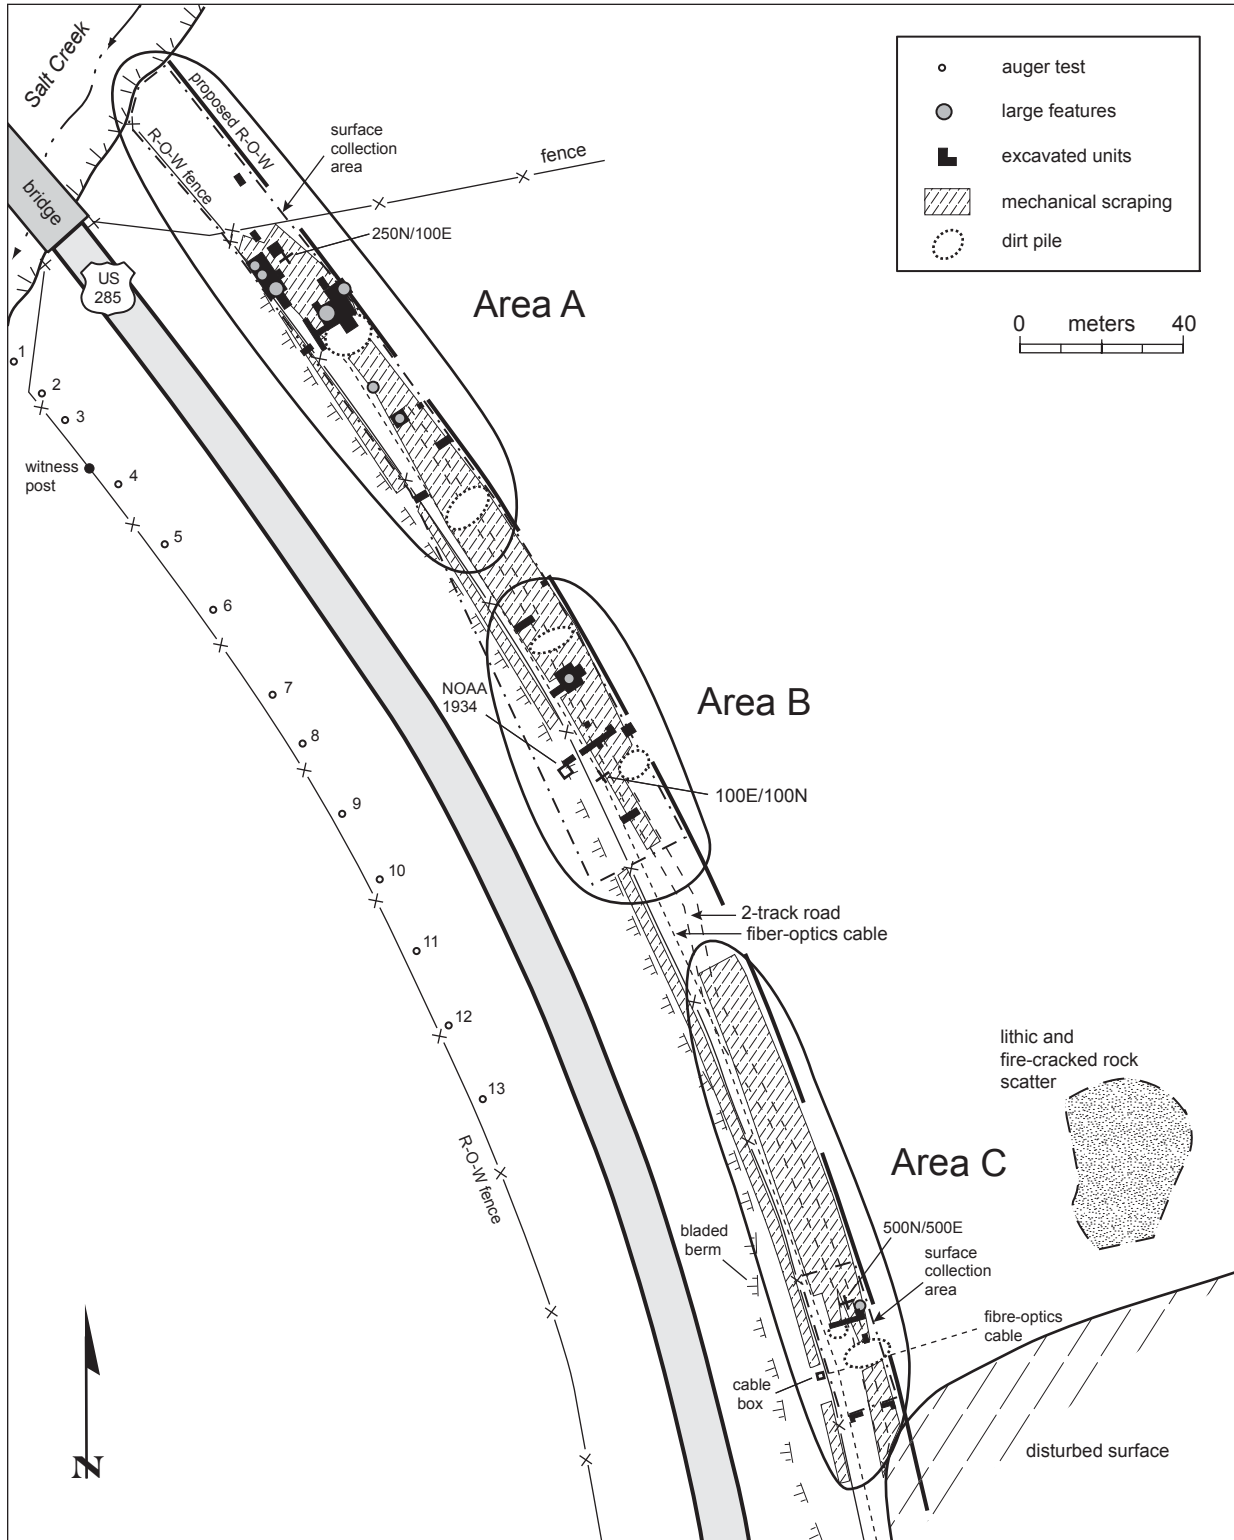 Salt Creek
bridge
US
285
proposed R-O-W
R-O-W fence
surface
collection
area
fence
250N/100E
Area A
auger test
large features
excavated units
mechanical scraping
dirt pile
0 meters 40
1
2
3
witness
post
4
5
6
7
8
9
10
11
12
13
R-O-W fence
NOAA
1934
Area B
100E/100N
2-track road
fiber-optics cable
lithic and
fire-cracked rock
scatter
Area C
500N/500E
bladed
berm
surface
collection
area
fibre-optics
cable
cable
box
disturbed surface
N